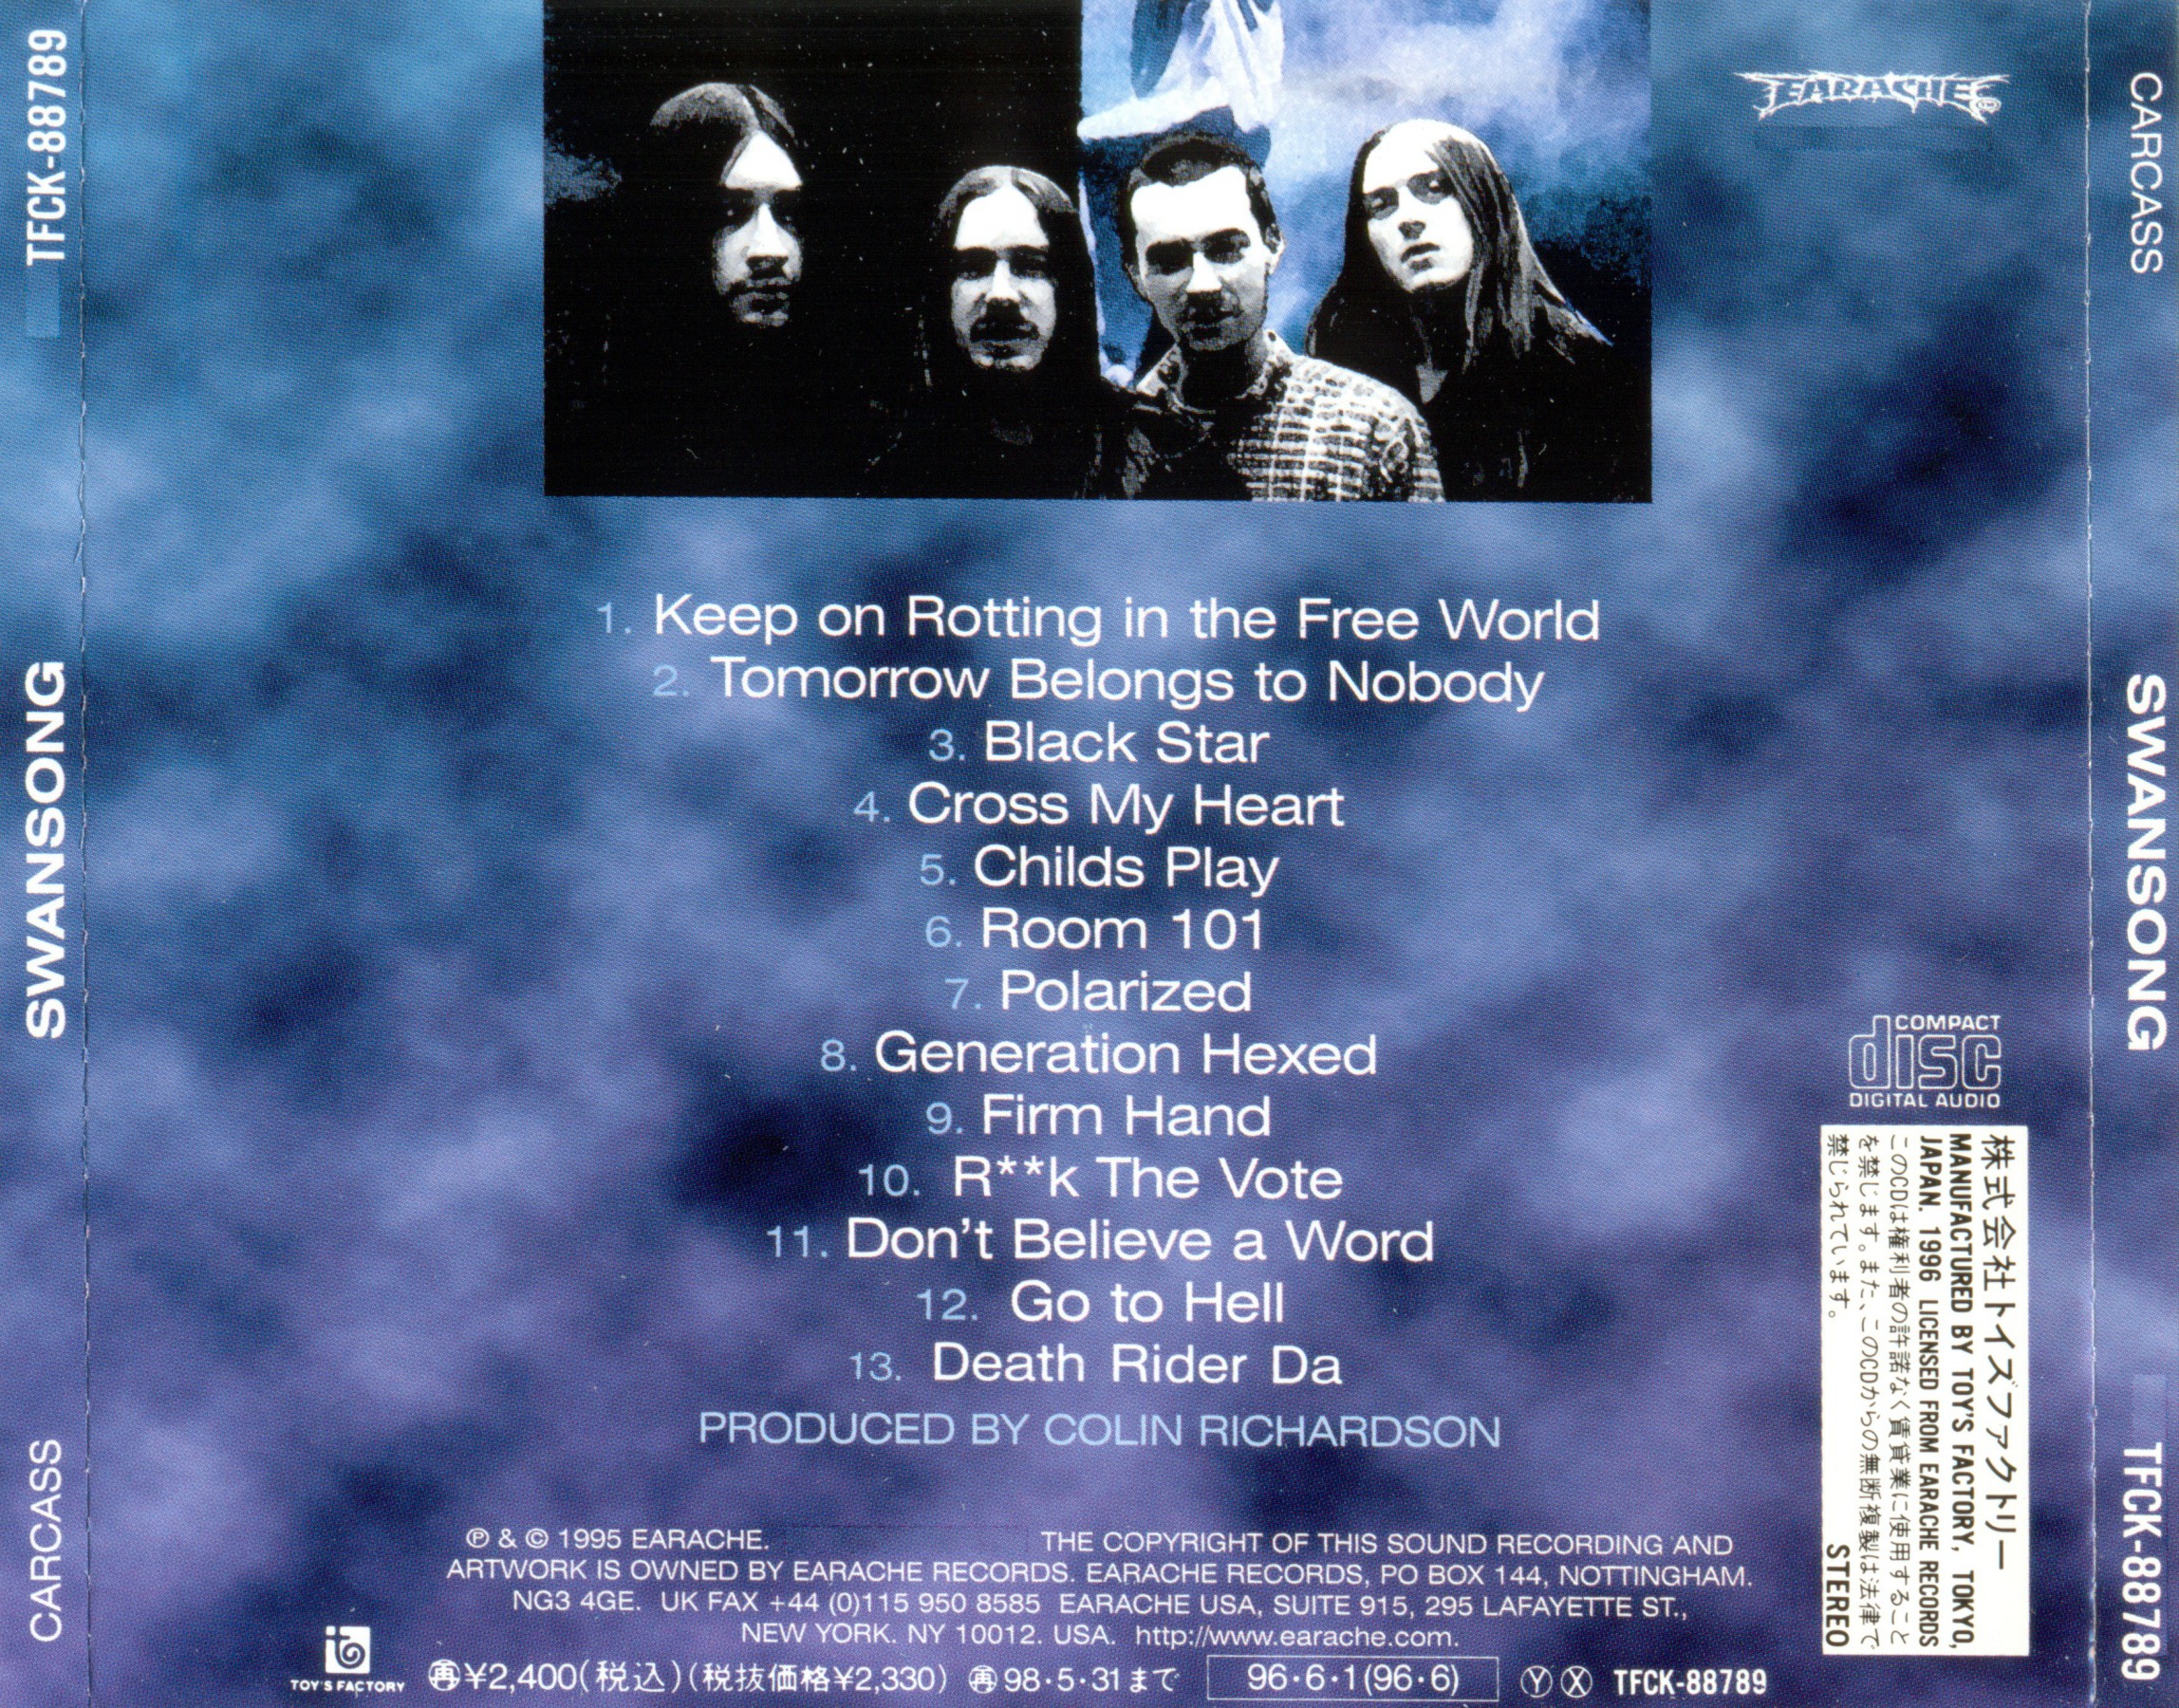 TFCK-88789
SWANSONG
CARCASS
EARACHE
1. Keep on Rotting in the Free World
2. Tomorrow Belongs to Nobody
3. Black Star
4. Cross My Heart
5. Childs Play
6. Room 101
7. Polarized
8. Generation Hexed
9. Firm Hand
10. R**k The Vote
11. Don't Believe a Word
12. Go to Hell
13. Death Rider Da
PRODUCED BY COLIN RICHARDSON
℗ & © 1995 EARACHE. THE COPYRIGHT OF THIS SOUND RECORDING AND
ARTWORK IS OWNED BY EARACHE RECORDS. EARACHE RECORDS, PO BOX 144, NOTTINGHAM.
NG3 4GE. UK FAX +44 (0)115 950 8585 EARACHE USA, SUITE 915, 295 LAFAYETTE ST.,
NEW YORK. NY 10012. USA. http://www.earache.com.
TOY'S FACTORY
再¥2,400(税込)(税抜価格¥2,330) 再98・5・31まで 96・6・1(96・6) Ⓨ Ⓧ TFCK-88789
COMPACT
disc
DIGITAL AUDIO
株式会社トイズファクトリー
MANUFACTURED BY TOY'S FACTORY, TOKYO,
JAPAN. 1996 LICENSED FROM EARACHE RECORDS
このCDは権利者の許諾なく賃貸業に使用すること
を禁じます。また、このCDからの無断複製は法律で
禁じられています。 STEREO
CARCASS
SWANSONG
TFCK-88789